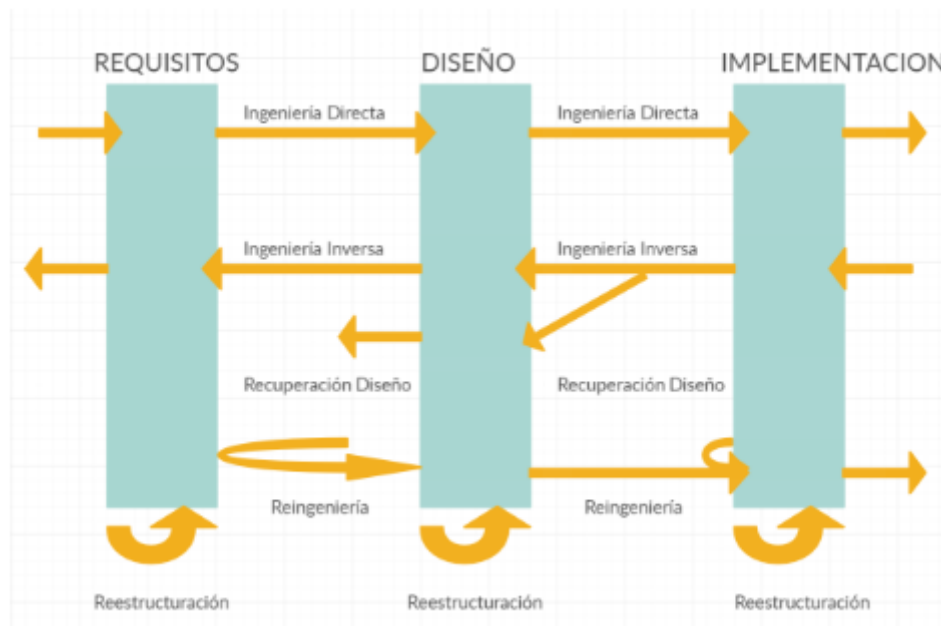 REQUISITOS
DISEÑO
IMPLEMENTACION
Ingeniería Directa
Ingeniería Directa
Ingeniería Inversa
Ingeniería Inversa
Recuperación Diseño
Recuperación Diseño
Reingeniería
Reingeniería
Reestructuración
Reestructuración
Reestructuración